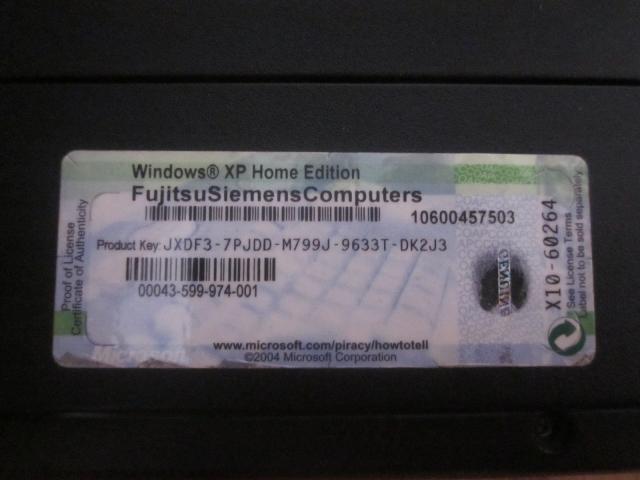 Windows® XP Home Edition
FujitsuSiemensComputers
10600457503
Product Key: JXDF3-7PJDD-M799J-9633T-DK2J3
00043-599-974-001
www.microsoft.com/piracy/howtotell
©2004 Microsoft Corporation
Microsoft
Proof of License
Certificate of Authenticity
GENUINE
X10-60264
See License Terms
Label not to be sold separately